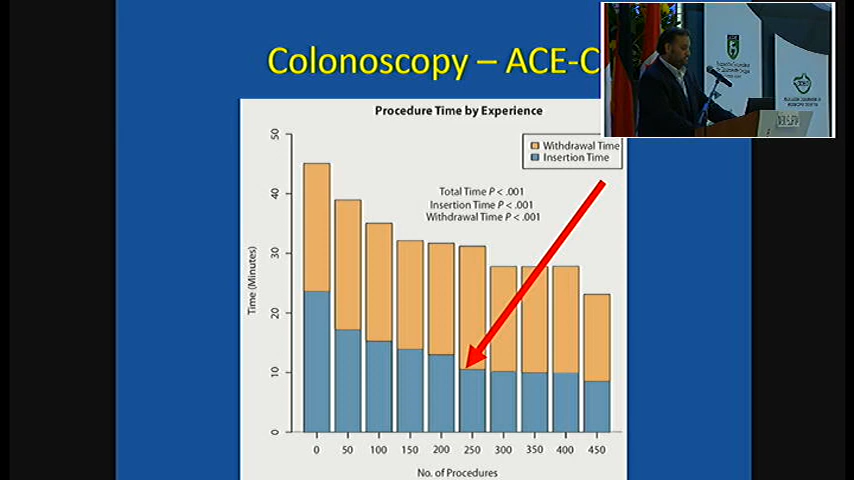 Colonoscopy – ACE-C
Procedure Time by Experience
Withdrawal Time
Insertion Time
Total Time P < .001
Insertion Time P < .001
Withdrawal Time P < .001
Time (Minutes)
50
40
30
20
10
0
0 50 100 150 200 250 300 350 400 450
No. of Procedures